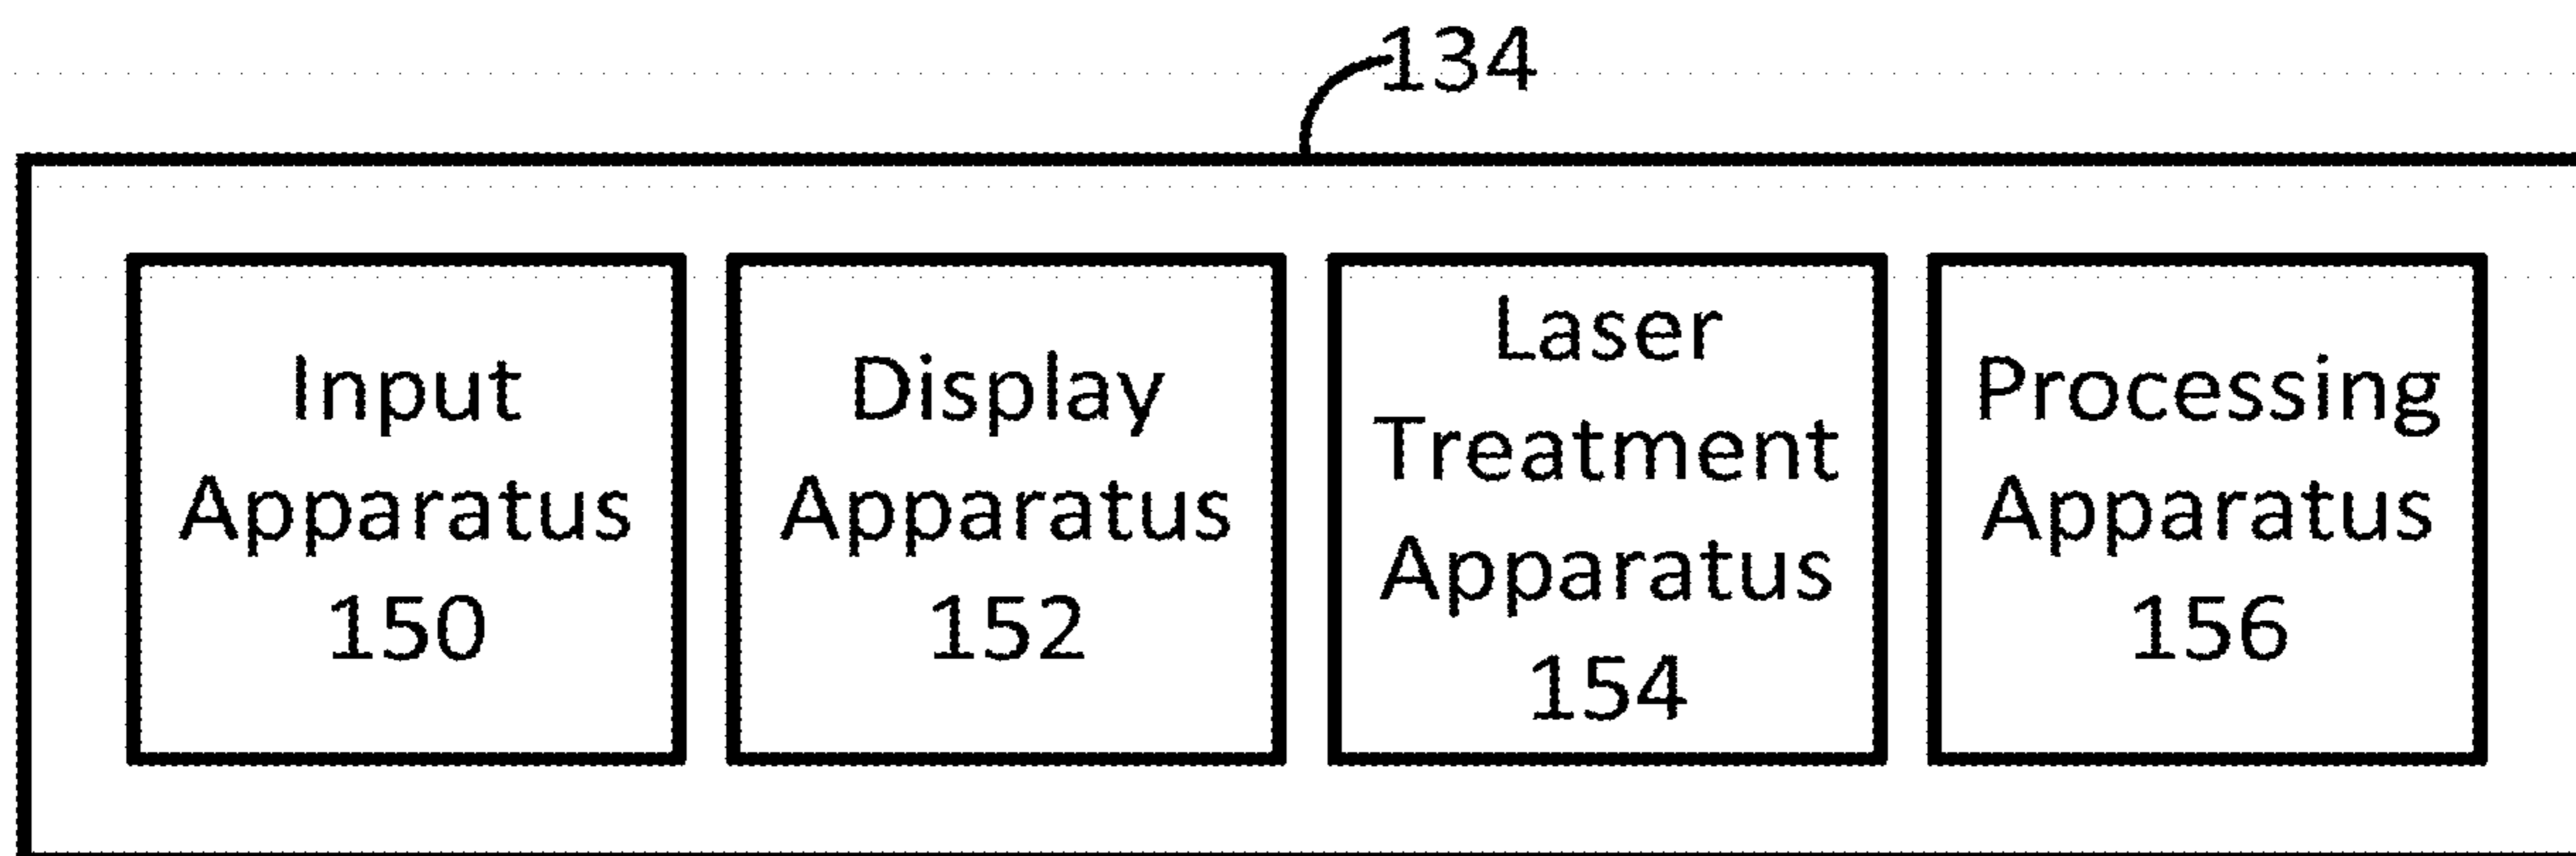 134
Input
Apparatus
150
Display
Apparatus
152
Laser
Treatment
Apparatus
154
Processing
Apparatus
156